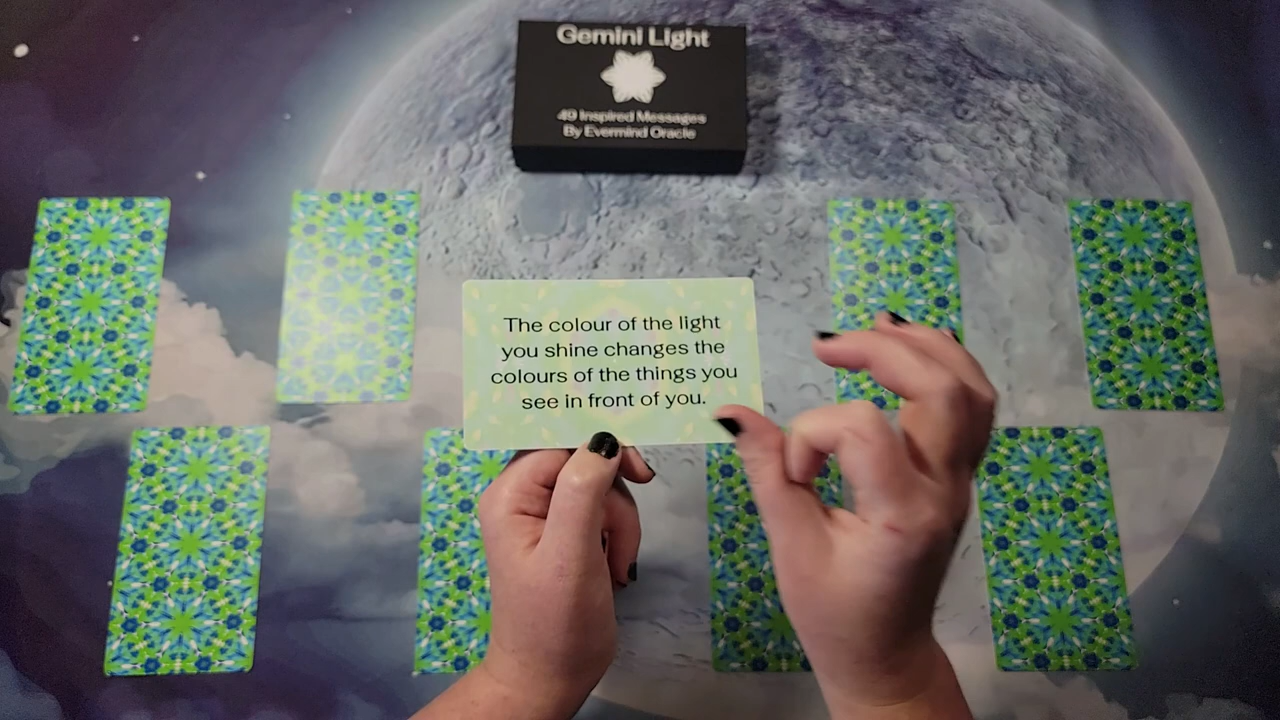 Gemini Light
49 Inspired Messages
By Evermind Oracle
The colour of the light
you shine changes the
colours of the things you
see in front of you.